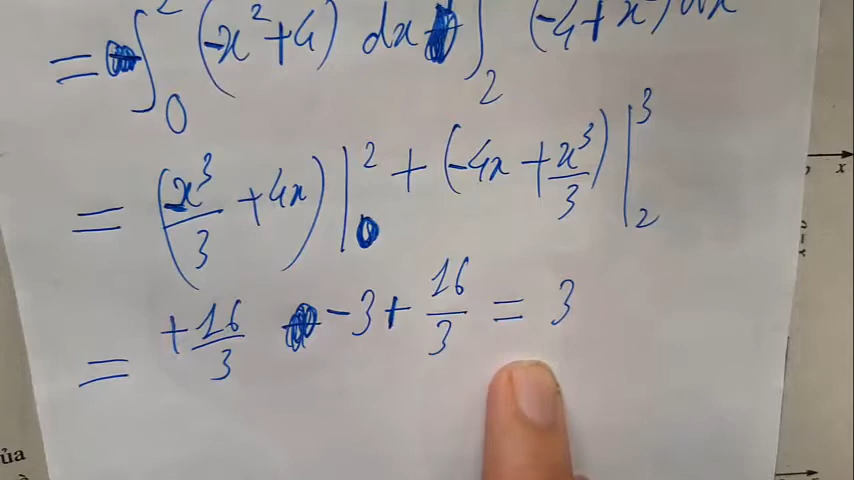 = ∫₀² (-x² + 4) dx ∫₂ (-4 + x²) dx
= (-x³/3 + 4x) |₀² + (-4x + x³/3) |₂³
= +16/3 - 3 + 16/3 = 3
x
ủa